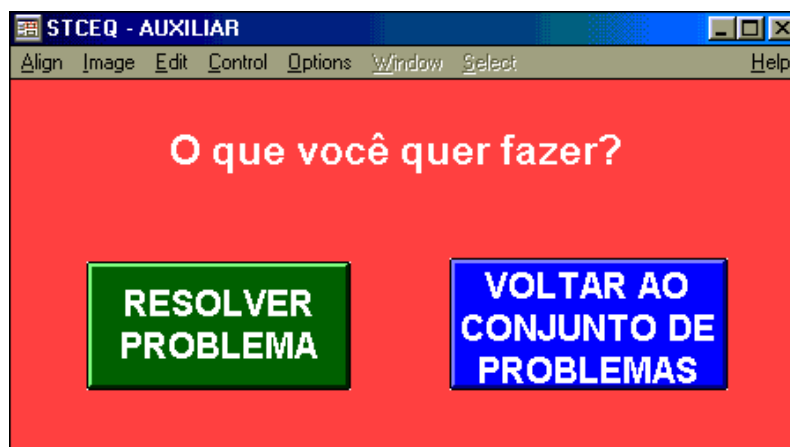 STCEQ - AUXILIAR
Align Image Edit Control Options Window Select Help
O que você quer fazer?
RESOLVER
PROBLEMA
VOLTAR AO
CONJUNTO DE
PROBLEMAS